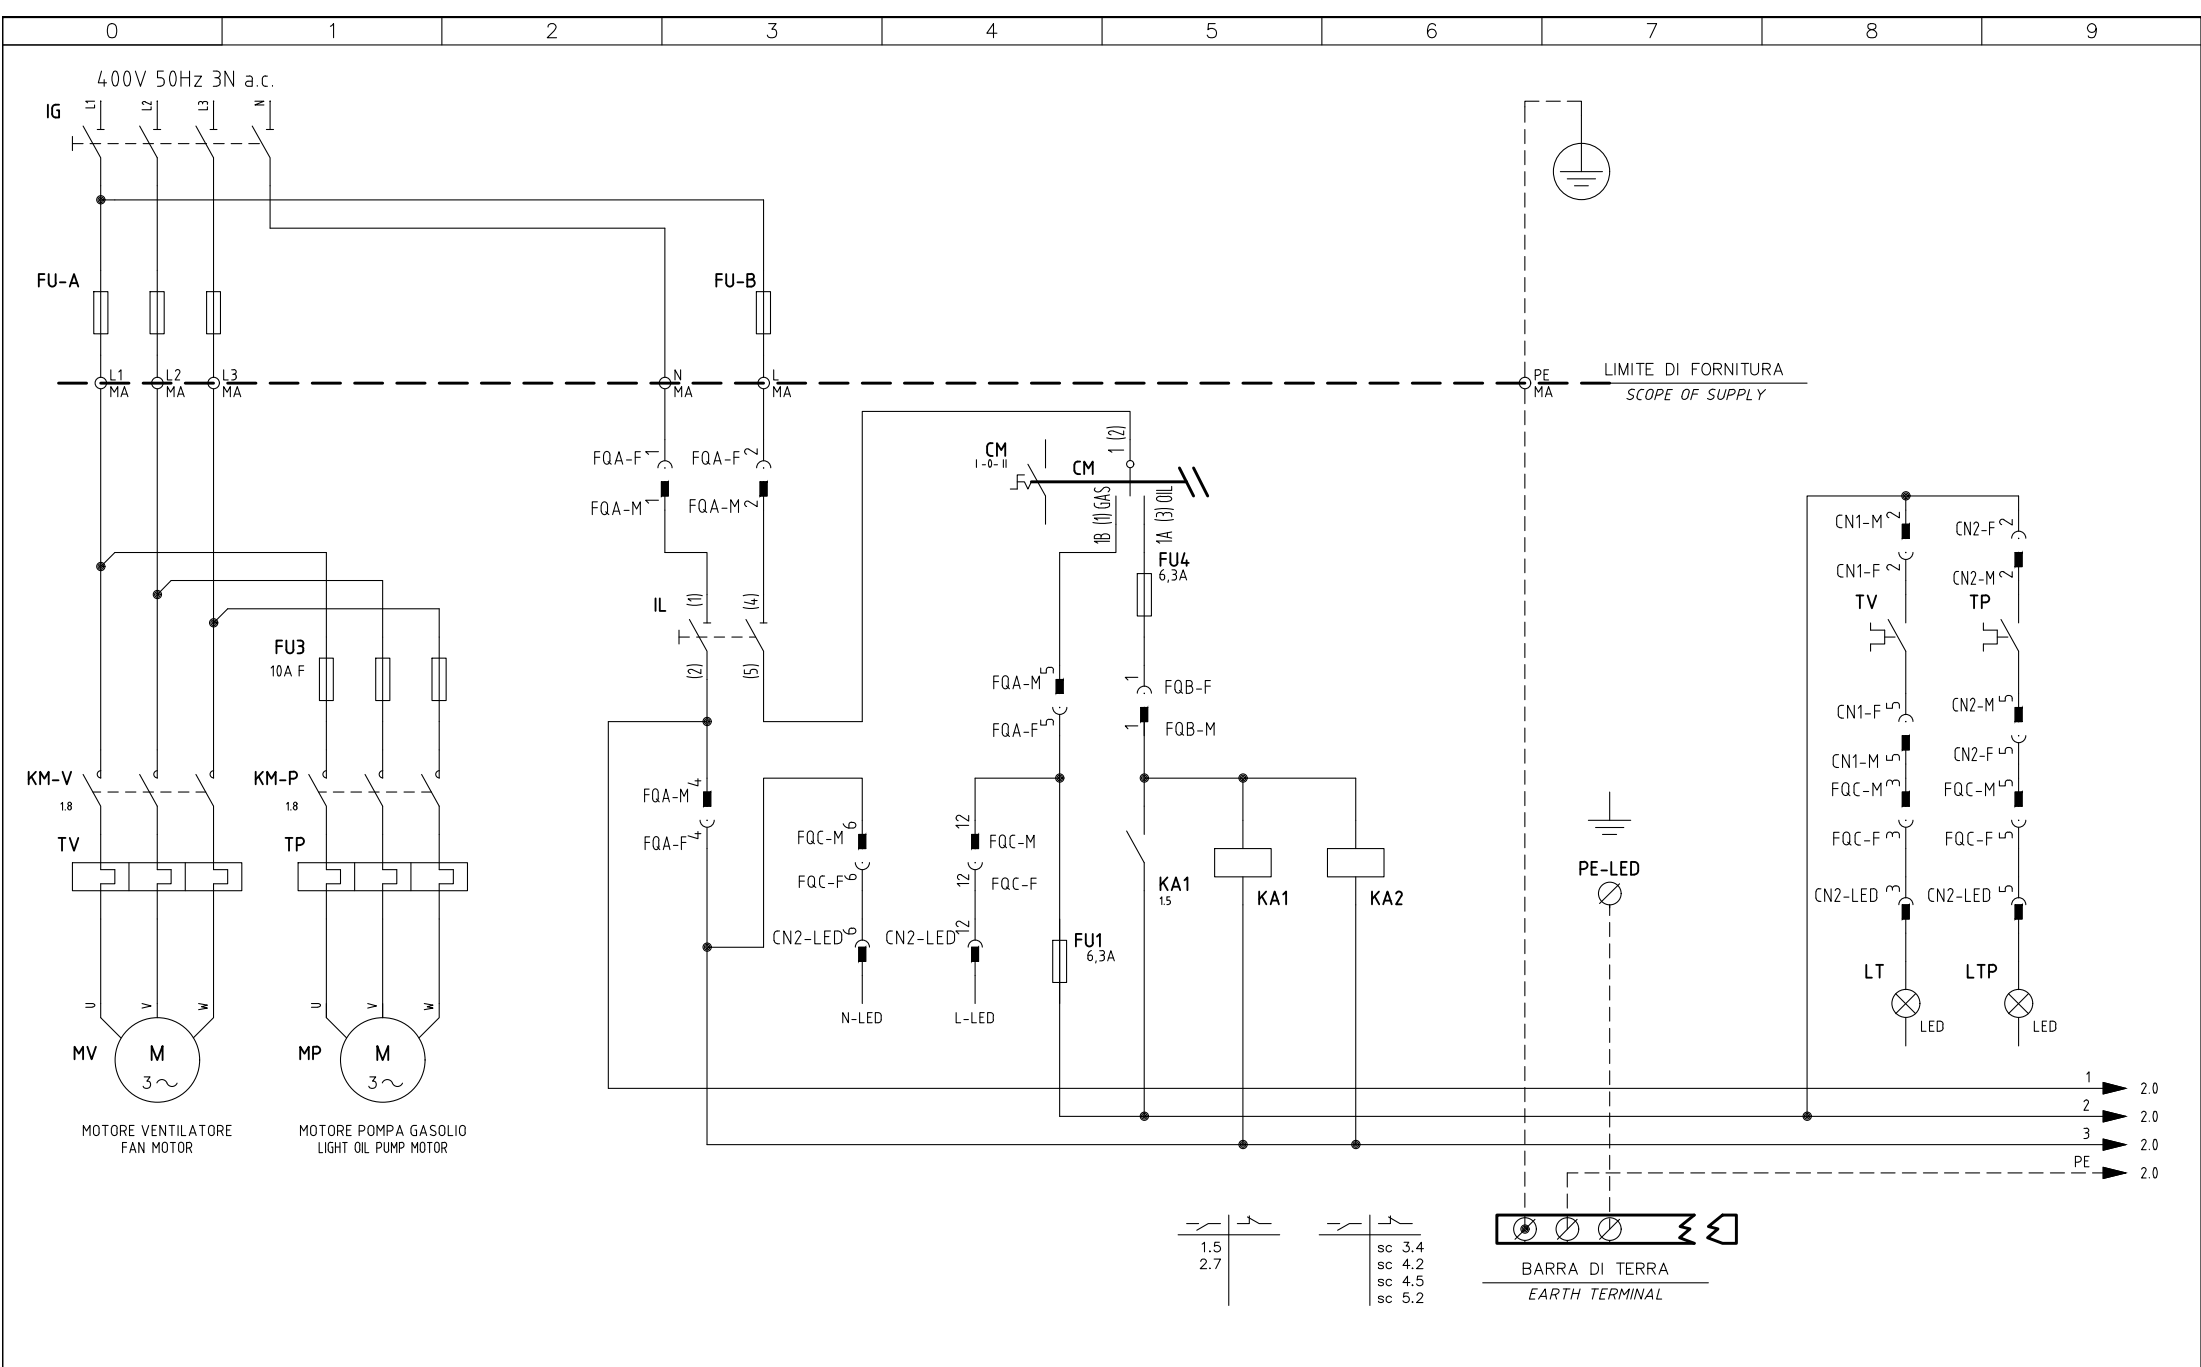 0 1 2 3 4 5 6 7 8 9
400V 50Hz 3N a.c.
IG
L1 L2 L3 N
FU-A
FU-B
L1 MA
L2 MA
L3 MA
N MA
L MA
PE MA
LIMITE DI FORNITURA
SCOPE OF SUPPLY
FQA-F 1
FQA-F 2
FQA-M 1
FQA-M 2
CM
I-0-II
CM
1 (2)
1B (1) GAS
1A (3) OIL
FU4
6,3A
IL
(1)
(4)
(2)
(5)
FU3
10A F
CN1-M 2
CN2-F 2
CN1-F 2
CN2-M 2
TV
TP
FQA-M 5
1 FQB-F
FQA-F 5
1 FQB-M
CN1-F 5
CN2-M 5
CN1-M 5
CN2-F 5
KM-V
1.8
KM-P
1.8
FQA-M 4
FQA-F 4
FQC-M 3
FQC-M 5
FQC-F 3
FQC-F 5
TV
TP
FQC-M 6
12 FQC-M
FQC-F 6
12 FQC-F
KA1
1.5
KA1
KA2
PE-LED
CN2-LED 3
CN2-LED 5
CN2-LED 6
CN2-LED 12
FU1
6,3A
N-LED
L-LED
LT
LTP
LED
LED
U V W
U V W
MV
M
3
MP
M
3
MOTORE VENTILATORE
FAN MOTOR
MOTORE POMPA GASOLIO
LIGHT OIL PUMP MOTOR
1 2.0
2 2.0
3 2.0
PE 2.0
1.5
2.7
sc 3.4
sc 4.2
sc 4.5
sc 5.2
BARRA DI TERRA
EARTH TERMINAL